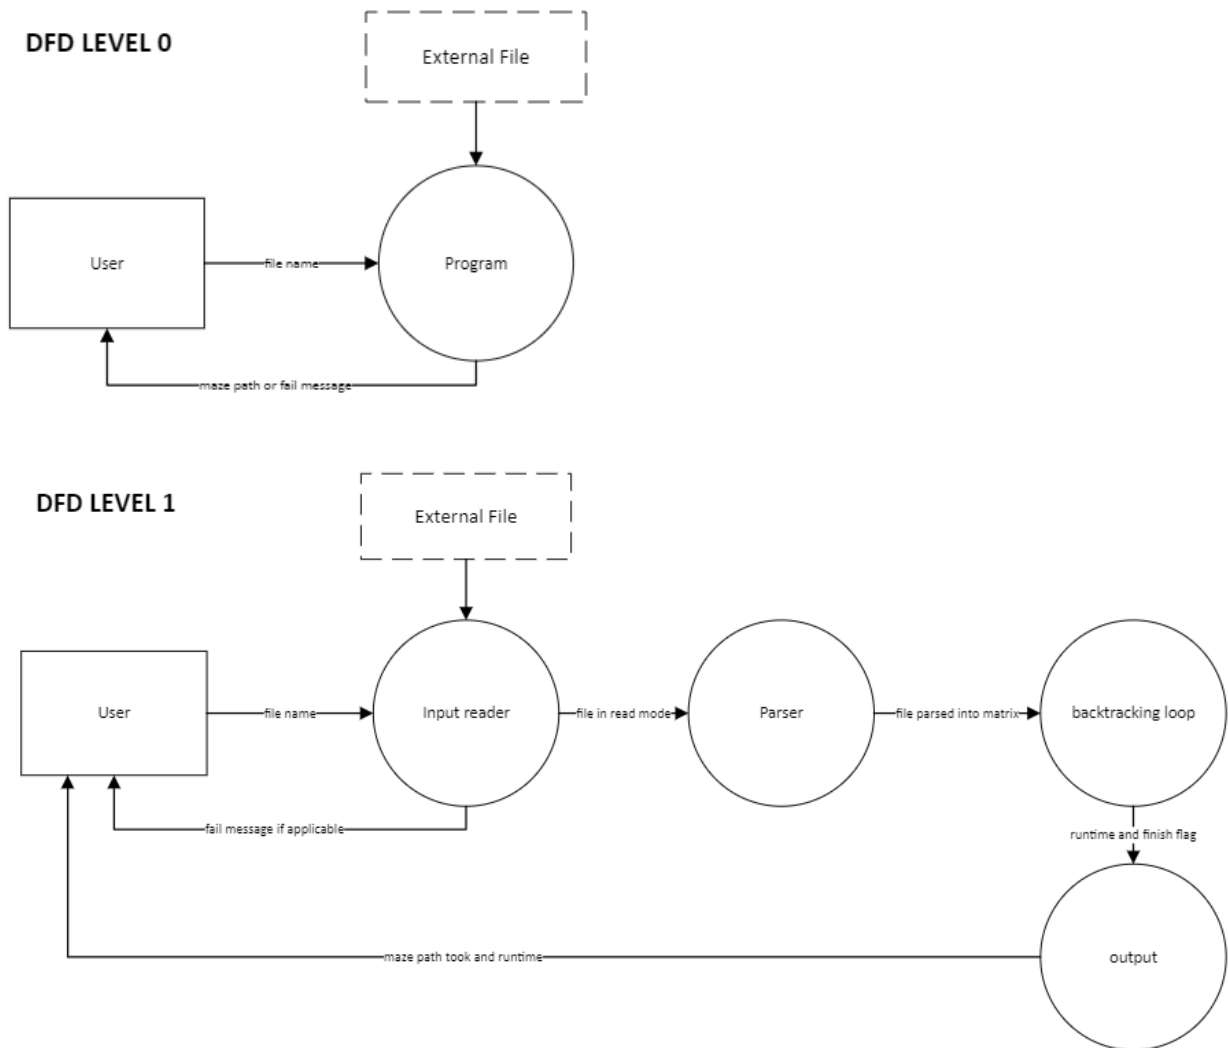 DFD LEVEL 0
External File
User
file name
Program
maze path or fail message
DFD LEVEL 1
External File
User
file name
Input reader
file in read mode
Parser
file parsed into matrix
backtracking loop
fail message if applicable
runtime and finish flag
maze path took and runtime
output